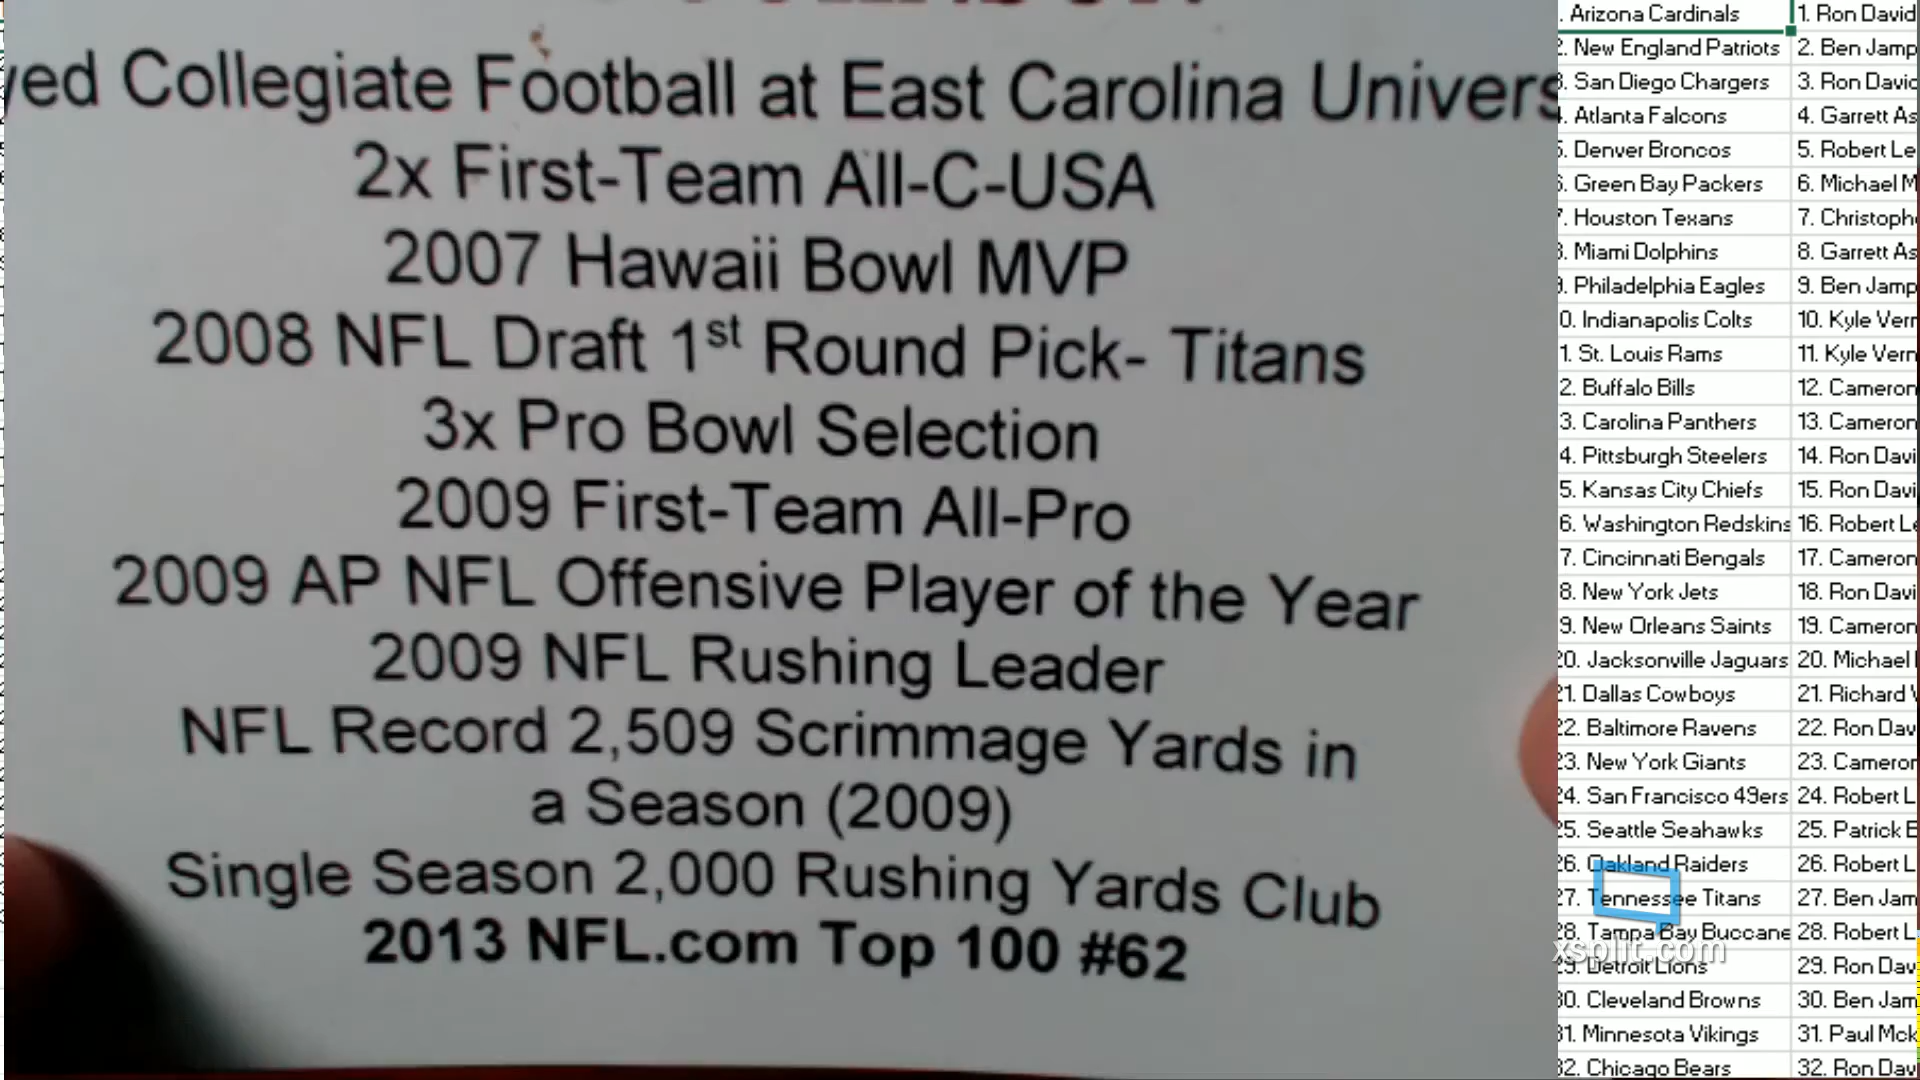 yed Collegiate Football at East Carolina Univers
2x First-Team All-C-USA
2007 Hawaii Bowl MVP
2008 NFL Draft 1st Round Pick- Titans
3x Pro Bowl Selection
2009 First-Team All-Pro
2009 AP NFL Offensive Player of the Year
2009 NFL Rushing Leader
NFL Record 2,509 Scrimmage Yards in
a Season (2009)
Single Season 2,000 Rushing Yards Club
2013 NFL.com Top 100 #62
. Arizona Cardinals 1. Ron David
2. New England Patriots 2. Ben Jamp
3. San Diego Chargers 3. Ron David
4. Atlanta Falcons 4. Garrett As
5. Denver Broncos 5. Robert Le
6. Green Bay Packers 6. Michael M
7. Houston Texans 7. Christoph
8. Miami Dolphins 8. Garrett As
9. Philadelphia Eagles 9. Ben Jamp
0. Indianapolis Colts 10. Kyle Vern
1. St. Louis Rams 11. Kyle Vern
2. Buffalo Bills 12. Cameron
3. Carolina Panthers 13. Cameron
4. Pittsburgh Steelers 14. Ron Davi
5. Kansas City Chiefs 15. Ron Davi
6. Washington Redskins 16. Robert Le
7. Cincinnati Bengals 17. Cameron
8. New York Jets 18. Ron Davi
9. New Orleans Saints 19. Cameron
20. Jacksonville Jaguars 20. Michael
21. Dallas Cowboys 21. Richard
22. Baltimore Ravens 22. Ron Dav
23. New York Giants 23. Cameron
24. San Francisco 49ers 24. Robert L
25. Seattle Seahawks 25. Patrick
26. Oakland Raiders 26. Robert L
27. Tennessee Titans 27. Ben Jam
28. Tampa Bay Buccane 28. Robert L
xsplit.com
29. Detroit Lions 29. Ron Dav
30. Cleveland Browns 30. Ben Jam
31. Minnesota Vikings 31. Paul Mck
32. Chicago Bears 32. Ron Dav